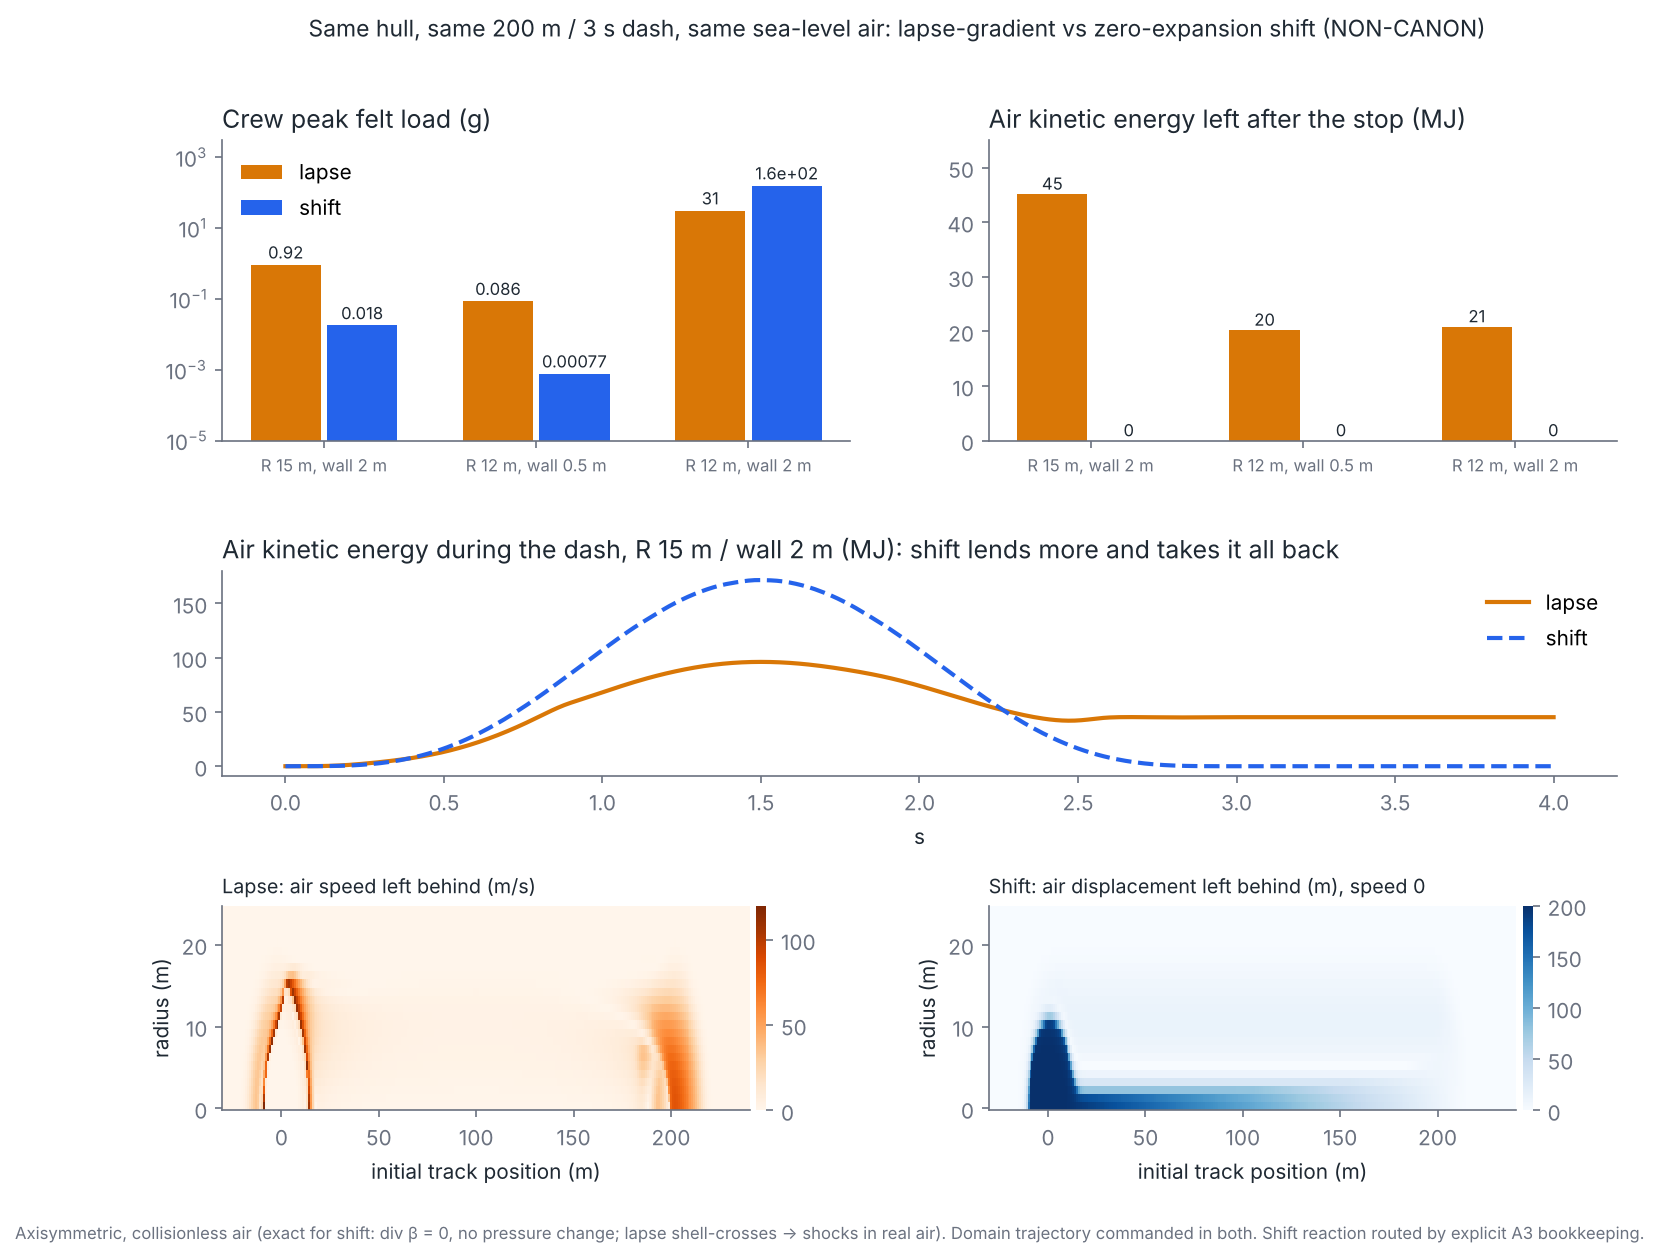 Same hull, same 200 m / 3 s dash, same sea-level air: lapse-gradient vs zero-expansion shift (NON-CANON)
Crew peak felt load (g)
10³
10¹
10⁻¹
10⁻³
10⁻⁵
lapse
shift
0.92
0.018
0.086
0.00077
31
1.6e+02
R 15 m, wall 2 m
R 12 m, wall 0.5 m
R 12 m, wall 2 m
Air kinetic energy left after the stop (MJ)
50
40
30
20
10
0
45
0
20
0
21
0
R 15 m, wall 2 m
R 12 m, wall 0.5 m
R 12 m, wall 2 m
Air kinetic energy during the dash, R 15 m / wall 2 m (MJ): shift lends more and takes it all back
150
100
50
0
lapse
shift
0.0
0.5
1.0
1.5
2.0
2.5
3.0
3.5
4.0
s
Lapse: air speed left behind (m/s)
radius (m)
20
10
0
0
50
100
150
200
initial track position (m)
100
50
0
Shift: air displacement left behind (m), speed 0
radius (m)
20
10
0
0
50
100
150
200
initial track position (m)
200
150
100
50
0
Axisymmetric, collisionless air (exact for shift: div β = 0, no pressure change; lapse shell-crosses → shocks in real air). Domain trajectory commanded in both. Shift reaction routed by explicit A3 bookkeeping.